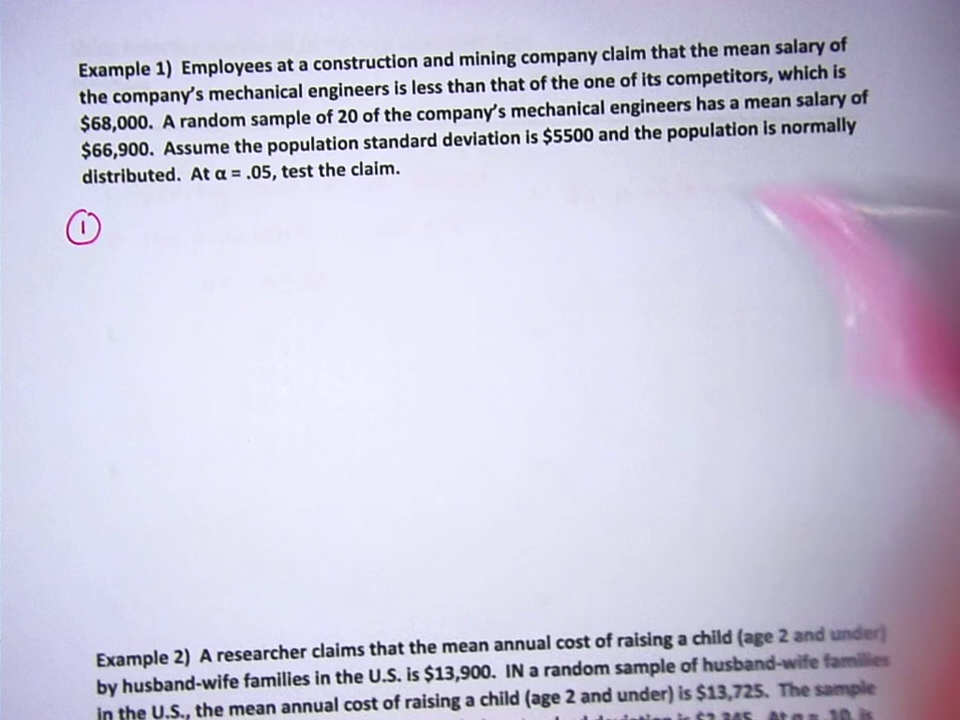 Example 1) Employees at a construction and mining company claim that the mean salary of
the company's mechanical engineers is less than that of the one of its competitors, which is
$68,000. A random sample of 20 of the company's mechanical engineers has a mean salary of
$66,900. Assume the population standard deviation is $5500 and the population is normally
distributed. At α = .05, test the claim.
1
Example 2) A researcher claims that the mean annual cost of raising a child (age 2 and under)
by husband-wife families in the U.S. is $13,900. IN a random sample of husband-wife families
in the U.S., the mean annual cost of raising a child (age 2 and under) is $13,725. The sample